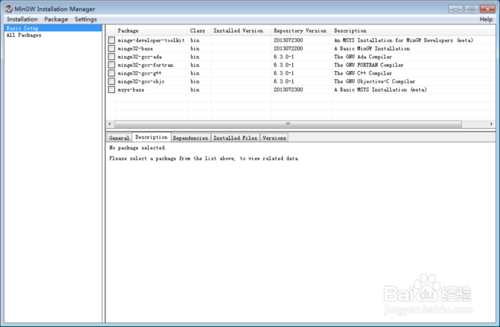 MinGW Installation Manager
Installation Package Settings Help
Basic Setup
All Packages
Package Class Installed Version Repository Version Description
mingw-developer-toolkit bin 2013072300 An MSYS Installation for MinGW Developers (meta)
mingw32-base bin 2013072200 A Basic MinGW Installation
mingw32-gcc-ada bin 6.3.0-1 The GNU Ada Compiler
mingw32-gcc-fortran bin 6.3.0-1 The GNU FORTRAN Compiler
mingw32-gcc-g++ bin 6.3.0-1 The GNU C++ Compiler
mingw32-gcc-objc bin 6.3.0-1 The GNU Objective-C Compiler
msys-base bin 2013072300 A Basic MSYS Installation (meta)
General Description Dependencies Installed Files Versions
No package selected.
Please select a package from the list above, to view related data.
Baidu 经验
jingyan.baidu.com